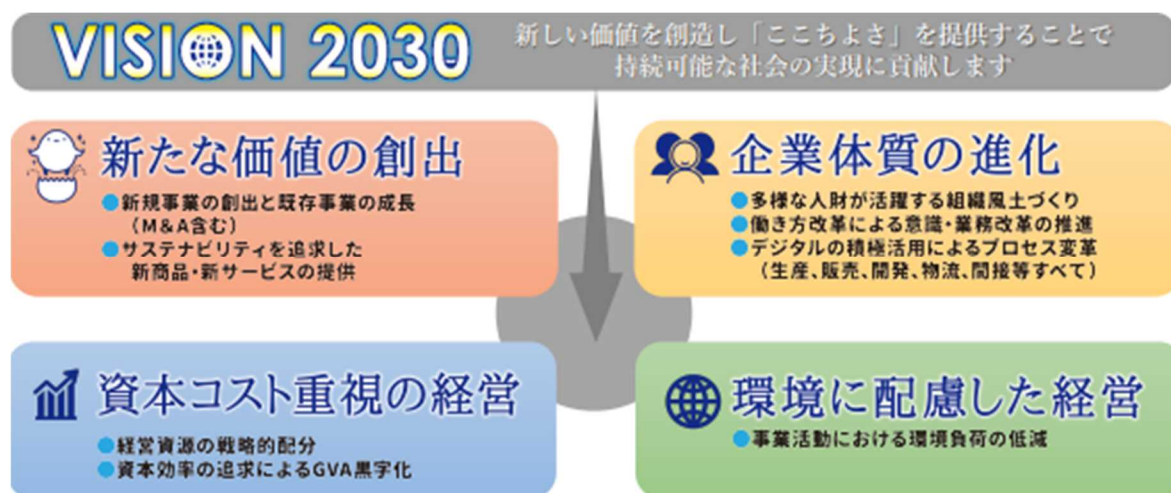 VISION 2030
新しい価値を創造し「ここちよさ」を提供することで
持続可能な社会の実現に貢献します
新たな価値の創出
●新規事業の創出と既存事業の成長
(M&A含む)
●サステナビリティを追求した
新商品・新サービスの提供
企業体質の進化
●多様な人財が活躍する組織風土づくり
●働き方改革による意識・業務改革の推進
●デジタルの積極活用によるプロセス変革
(生産、販売、開発、物流、間接等すべて)
資本コスト重視の経営
●経営資源の戦略的配分
●資本効率の追求によるGVA黒字化
環境に配慮した経営
●事業活動における環境負荷の低減